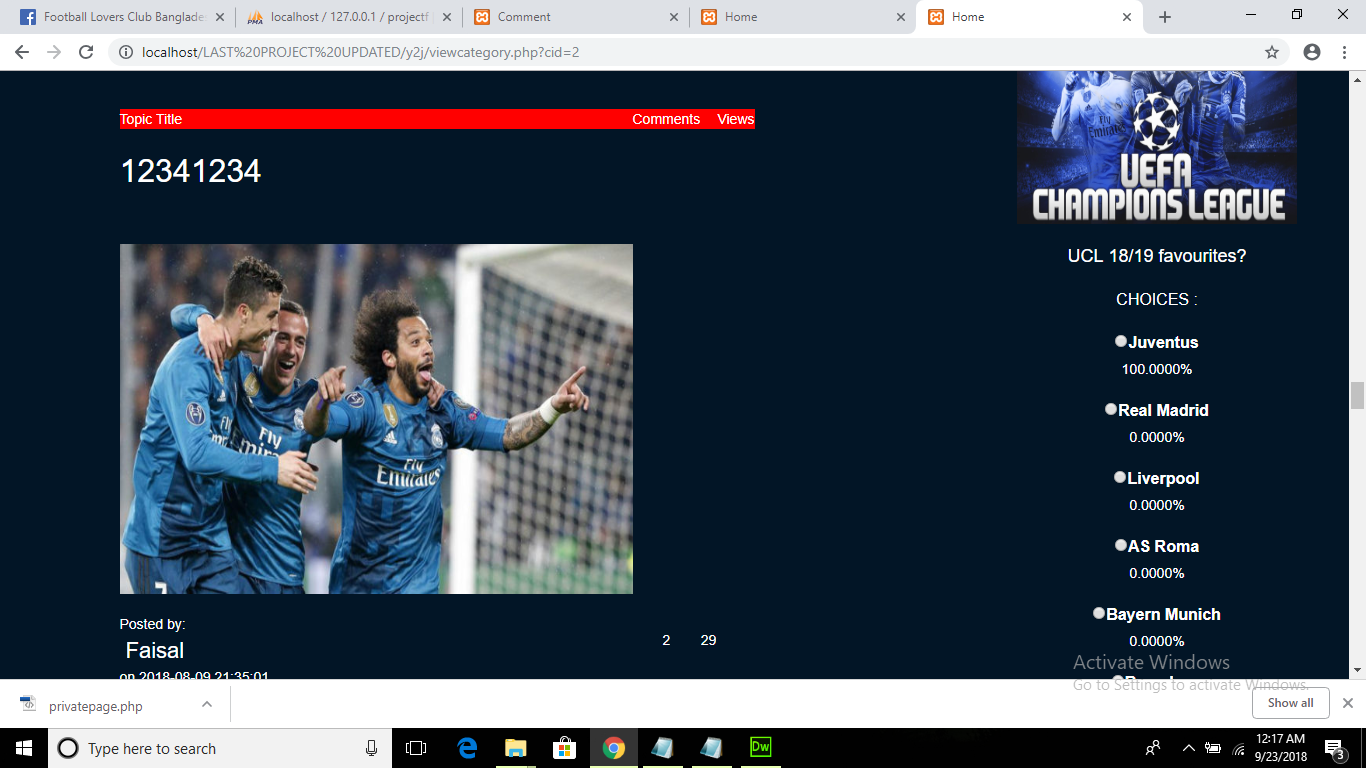 Football Lovers Club Banglade
localhost / 127.0.0.1 / projectf
Comment
Home
Home
localhost/LAST%20PROJECT%20UPDATED/y2j/viewcategory.php?cid=2
Topic Title Comments Views
12341234
Fly
Emirates
UEFA
CHAMPIONS LEAGUE
UCL 18/19 favourites?
CHOICES :
Juventus
100.0000%
Real Madrid
0.0000%
Liverpool
0.0000%
AS Roma
0.0000%
Bayern Munich
0.0000%
Posted by:
Faisal
2 29
on 2018-08-09 21:35:01
Activate Windows
Go to Settings to activate Windows.
privatepage.php
Show all
Type here to search
Dw
12:17 AM
9/23/2018
3